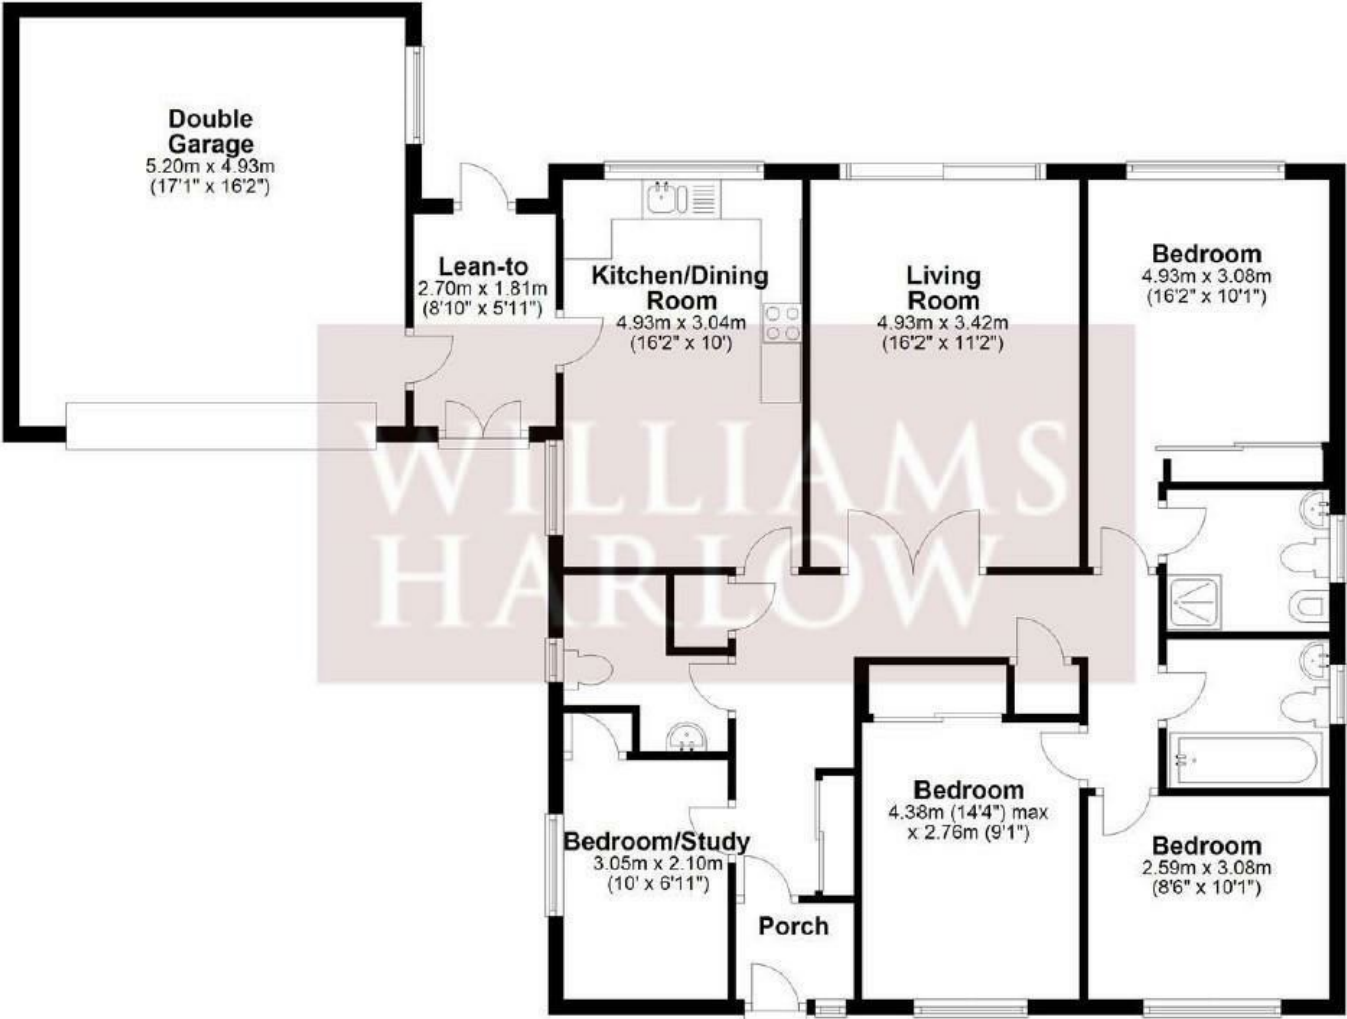 Double
Garage
5.20m x 4.93m
(17'1" x 16'2")
Lean-to
2.70m x 1.81m
(8'10" x 5'11")
Kitchen/Dining
Room
4.93m x 3.04m
(16'2" x 10')
Living
Room
4.93m x 3.42m
(16'2" x 11'2")
Bedroom
4.93m x 3.08m
(16'2" x 10'1")
WILLIAMS
HARLOW
Bedroom/Study
3.05m x 2.10m
(10' x 6'11")
Porch
Bedroom
4.38m (14'4") max
x 2.76m (9'1")
Bedroom
2.59m x 3.08m
(8'6" x 10'1")